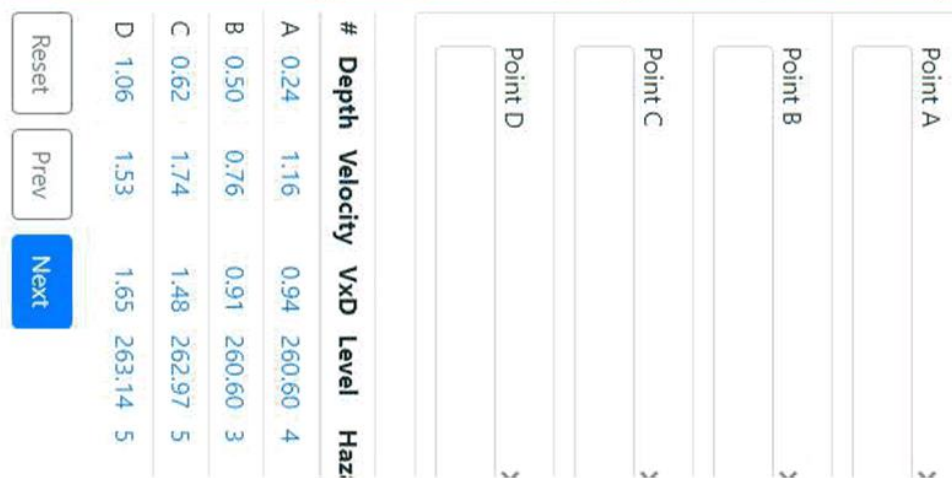 Point A
Point B
Point C
Point D
# Depth Velocity VxD Level Haz
A 0.24 1.16 0.94 260.60 4
B 0.50 0.76 0.91 260.60 3
C 0.62 1.74 1.48 262.97 5
D 1.06 1.53 1.65 263.14 5
Reset Prev Next